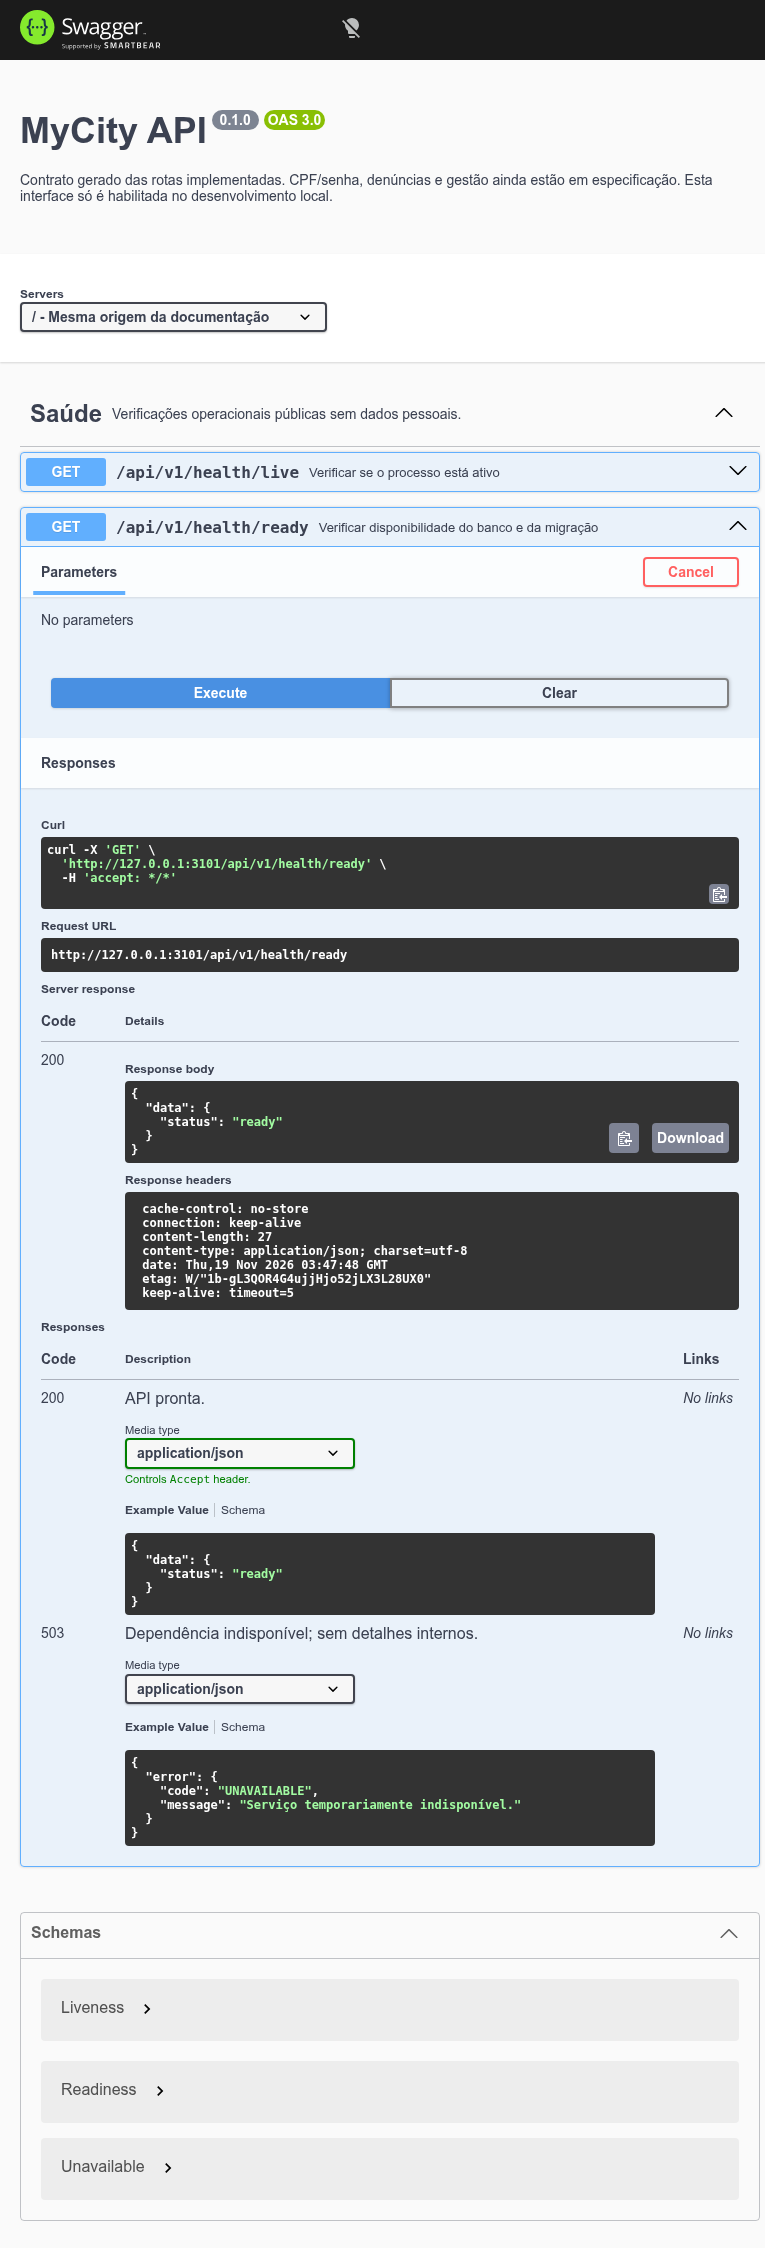 Swagger
Supported by SMARTBEAR
MyCity API 0.1.0 OAS 3.0
Contrato gerado das rotas implementadas. CPF/senha, denúncias e gestão ainda estão em especificação. Esta
interface só é habilitada no desenvolvimento local.
Servers
/ - Mesma origem da documentação
Saúde Verificações operacionais públicas sem dados pessoais.
GET /api/v1/health/live Verificar se o processo está ativo
GET /api/v1/health/ready Verificar disponibilidade do banco e da migração
Parameters Cancel
No parameters
Execute Clear
Responses
Curl
curl -X 'GET' \
  'http://127.0.0.1:3101/api/v1/health/ready' \
  -H 'accept: */*'
Request URL
http://127.0.0.1:3101/api/v1/health/ready
Server response
Code Details
200
Response body
{
  "data": {
    "status": "ready"
  }
}
Download
Response headers
cache-control: no-store
connection: keep-alive
content-length: 27
content-type: application/json; charset=utf-8
date: Thu,19 Nov 2026 03:47:48 GMT
etag: W/"1b-gL3QOR4G4ujjHjo52jLX3L28UX0"
keep-alive: timeout=5
Responses
Code Description Links
200 API pronta. No links
Media type
application/json
Controls Accept header.
Example Value Schema
{
  "data": {
    "status": "ready"
  }
}
503 Dependência indisponível; sem detalhes internos. No links
Media type
application/json
Example Value Schema
{
  "error": {
    "code": "UNAVAILABLE",
    "message": "Serviço temporariamente indisponível."
  }
}
Schemas
Liveness
Readiness
Unavailable